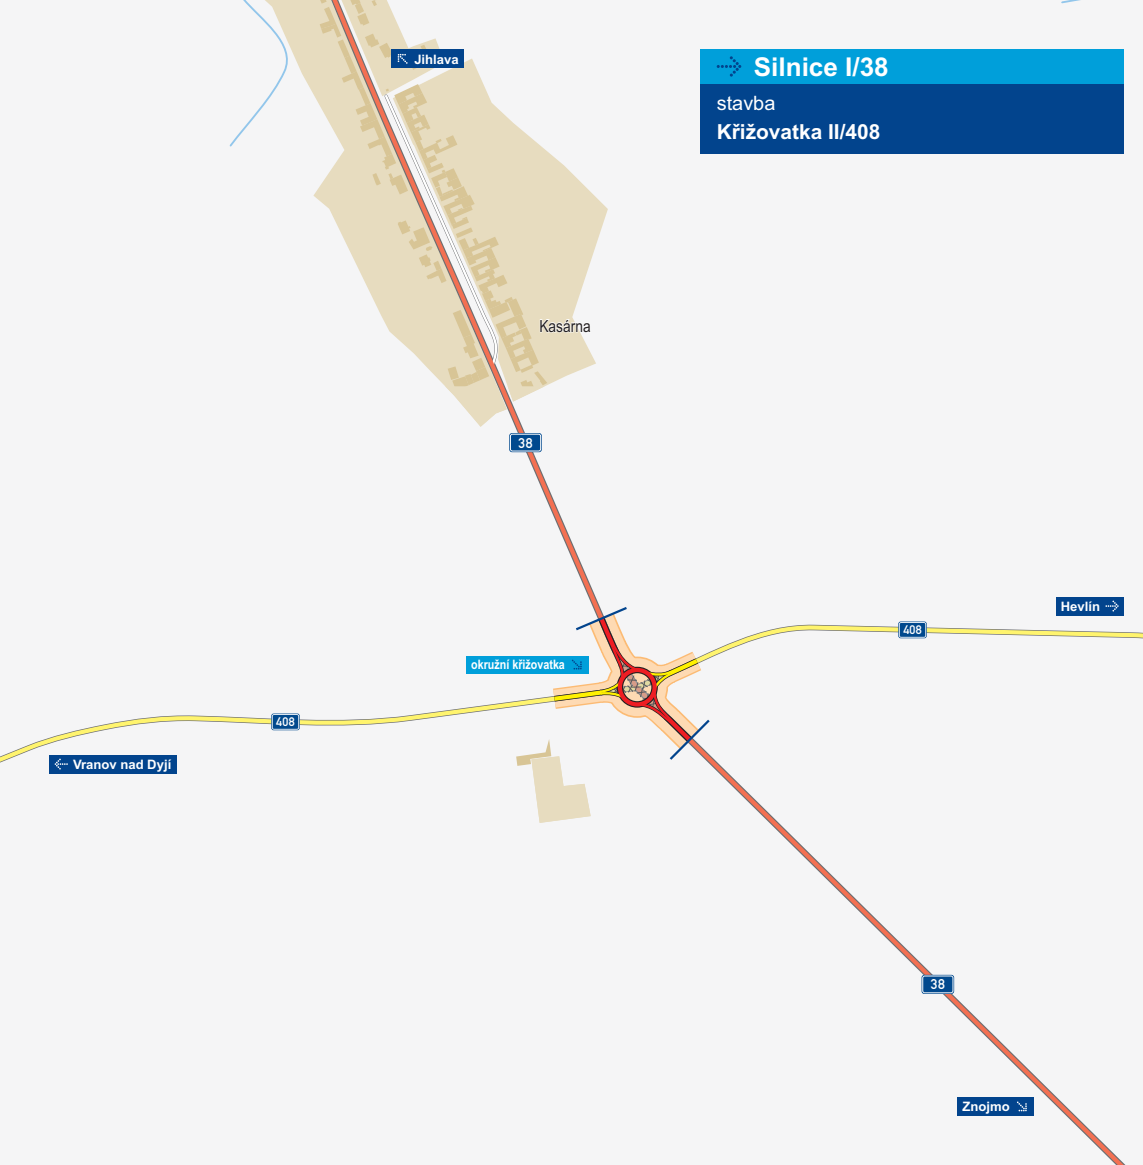 Jihlava
Silnice I/38
stavba
Křižovatka II/408
Kasárna
38
Hevlín
408
okružní křižovatka
408
Vranov nad Dyjí
38
Znojmo